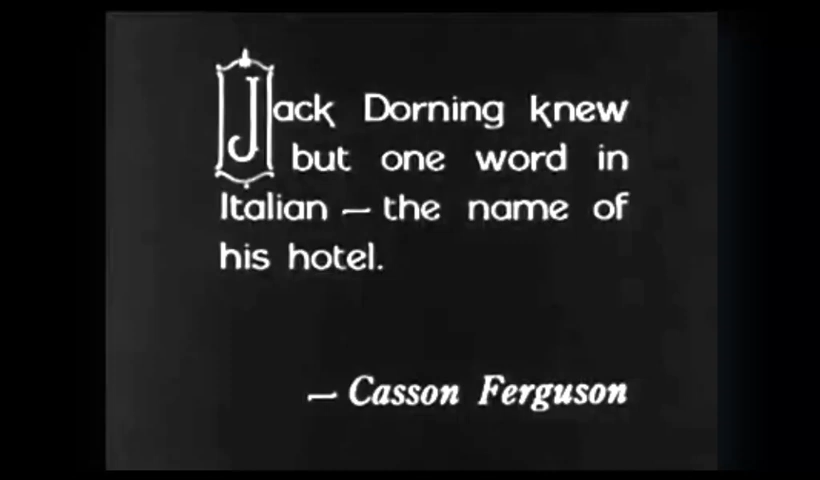 Jack Dorning knew
but one word in
Italian — the name of
his hotel.
— Casson Ferguson